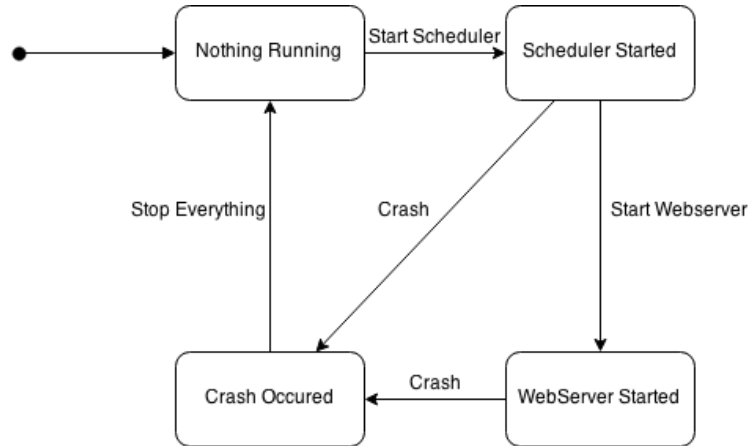 Nothing Running
Start Scheduler
Scheduler Started
Stop Everything
Crash
Start Webserver
Crash Occured
Crash
WebServer Started